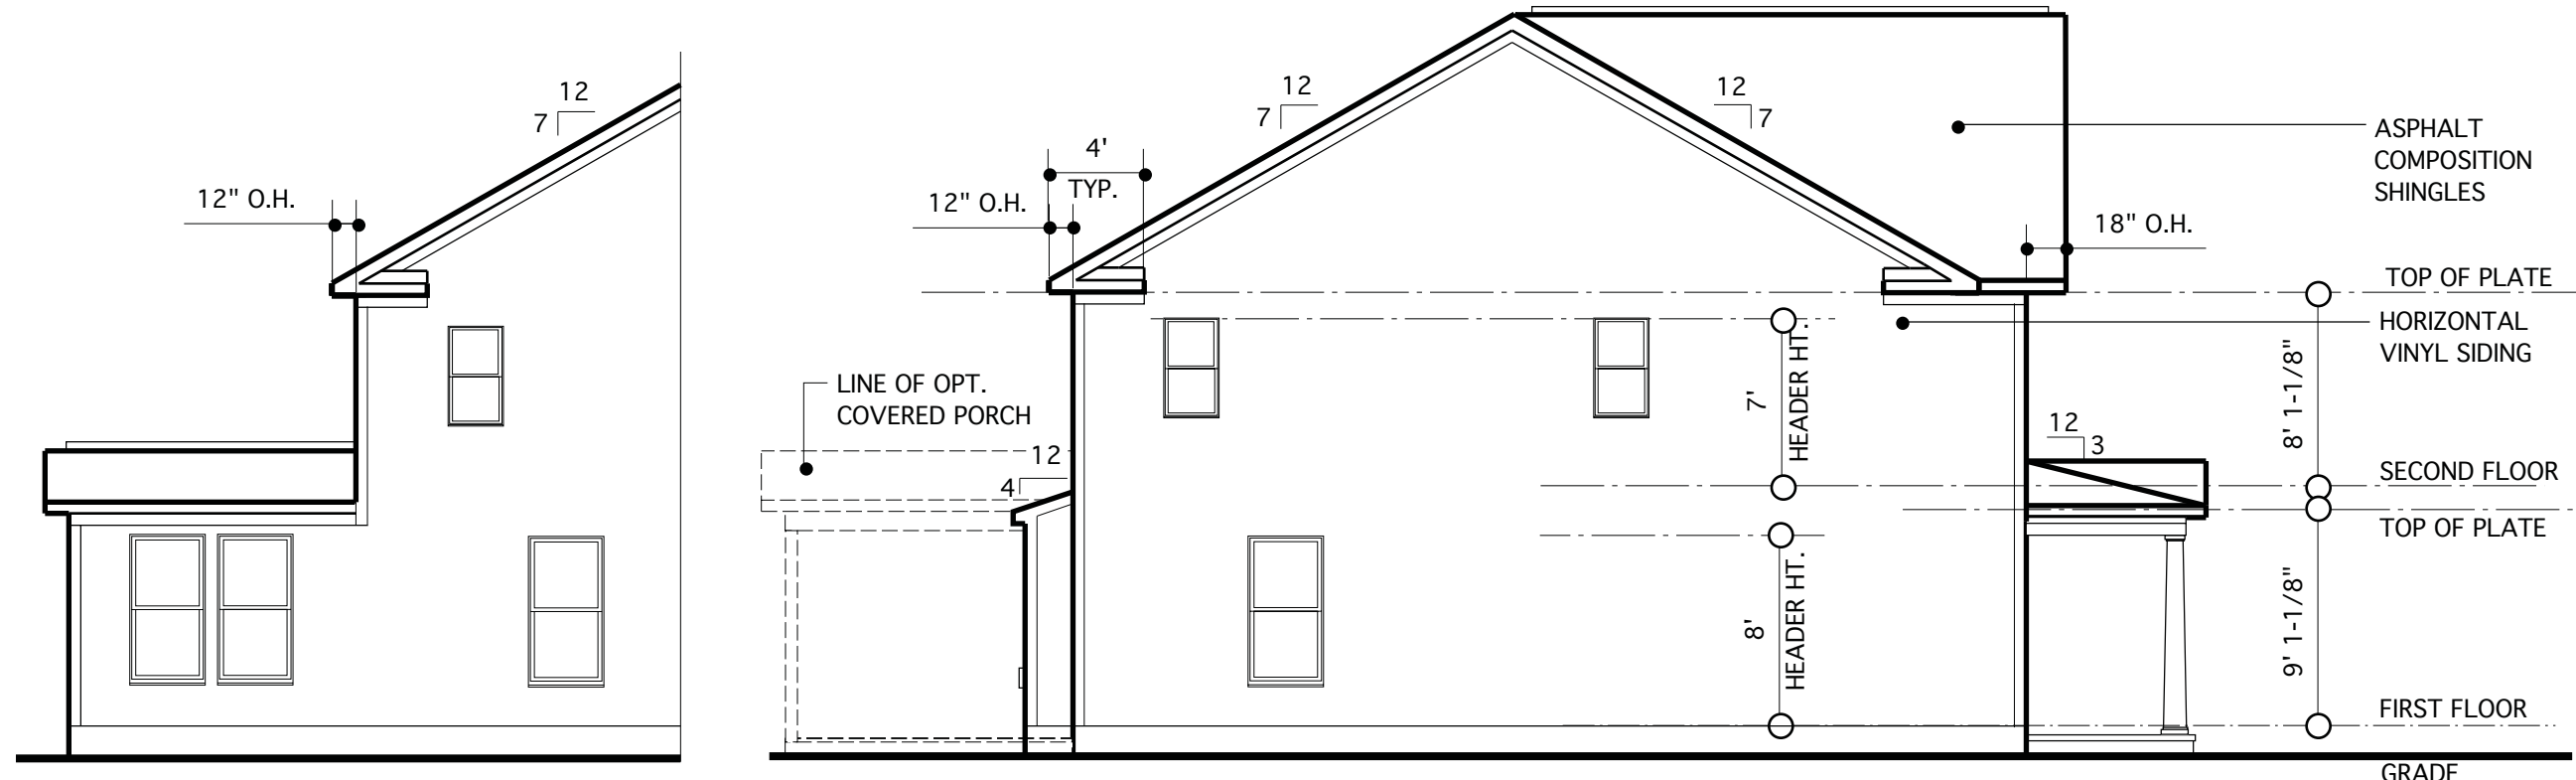 12
7
12" O.H.
12
7
12
7
4'
TYP.
12" O.H.
ASPHALT
COMPOSITION
SHINGLES
18" O.H.
TOP OF PLATE
HORIZONTAL
VINYL SIDING
LINE OF OPT.
COVERED PORCH
7'
HEADER HT.
8' 1-1/8"
12
3
12
4
SECOND FLOOR
TOP OF PLATE
8'
HEADER HT.
9' 1-1/8"
FIRST FLOOR
GRADE